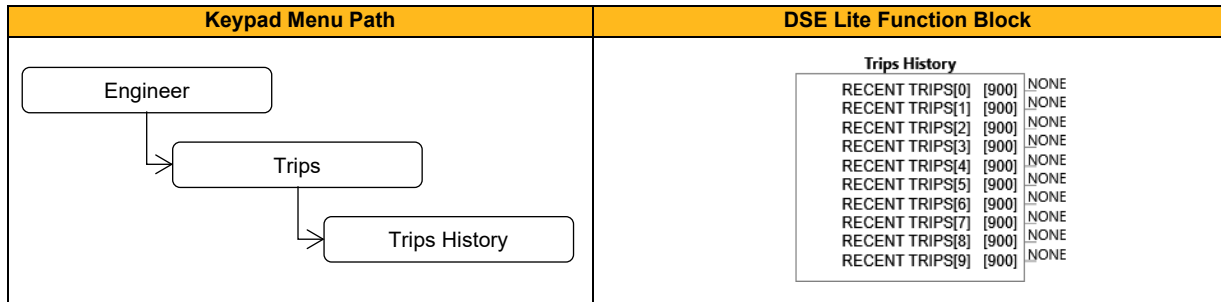 Keypad Menu Path
DSE Lite Function Block
Engineer
Trips
Trips History
Trips History
RECENT TRIPS[0] [900] NONE
RECENT TRIPS[1] [900] NONE
RECENT TRIPS[2] [900] NONE
RECENT TRIPS[3] [900] NONE
RECENT TRIPS[4] [900] NONE
RECENT TRIPS[5] [900] NONE
RECENT TRIPS[6] [900] NONE
RECENT TRIPS[7] [900] NONE
RECENT TRIPS[8] [900] NONE
RECENT TRIPS[9] [900] NONE